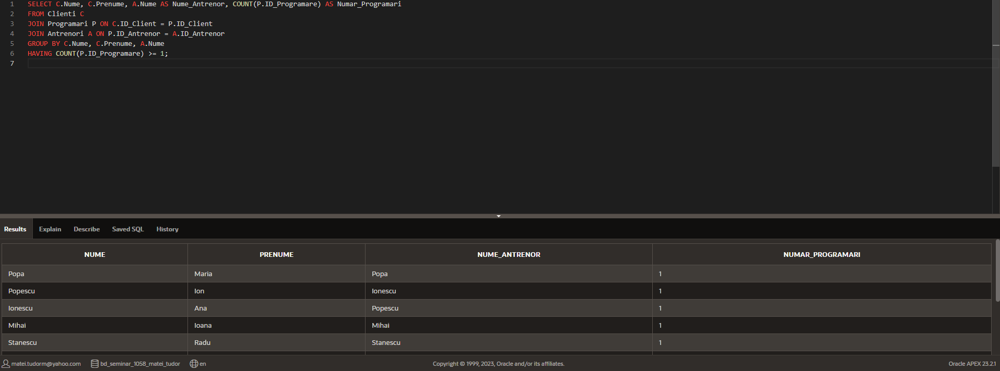 1 SELECT C.Nume, C.Prenume, A.Nume AS Nume_Antrenor, COUNT(P.ID_Programare) AS Numar_Programari
2 FROM Clienti C
3 JOIN Programari P ON C.ID_Client = P.ID_Client
4 JOIN Antrenori A ON P.ID_Antrenor = A.ID_Antrenor
5 GROUP BY C.Nume, C.Prenume, A.Nume
6 HAVING COUNT(P.ID_Programare) >= 1;
7
Results Explain Describe Saved SQL History
NUME PRENUME NUME_ANTRENOR NUMAR_PROGRAMARI
Popa Maria Popa 1
Popescu Ion Ionescu 1
Ionescu Ana Popescu 1
Mihai Ioana Mihai 1
Stanescu Radu Stanescu 1
matei.tudorm@yahoo.com bd_seminar_1058_matei_tudor en Copyright © 1999, 2023, Oracle and/or its affiliates. Oracle APEX 23.2.1